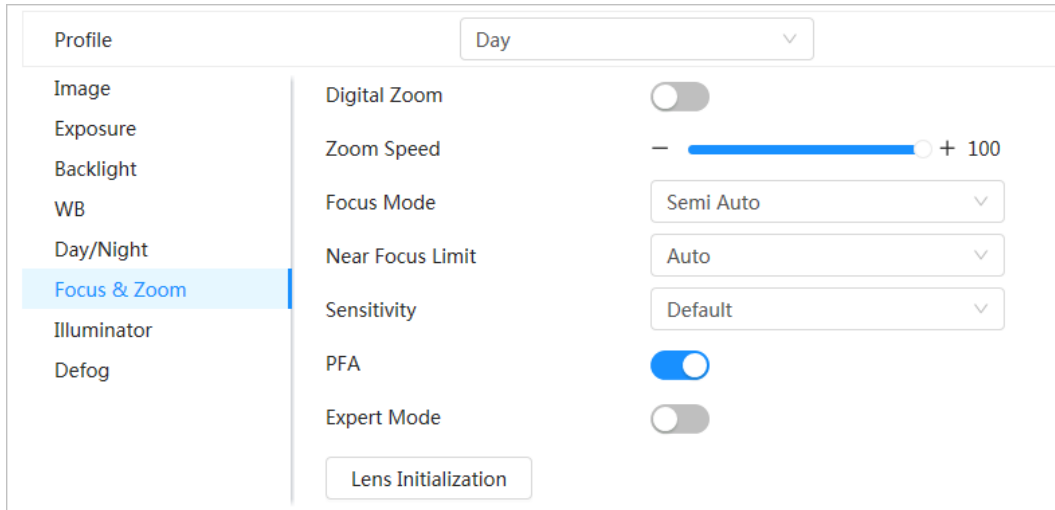 Profile Day
Image
Exposure
Backlight
WB
Day/Night
Focus & Zoom
Illuminator
Defog
Digital Zoom
Zoom Speed − + 100
Focus Mode Semi Auto
Near Focus Limit Auto
Sensitivity Default
PFA
Expert Mode
Lens Initialization